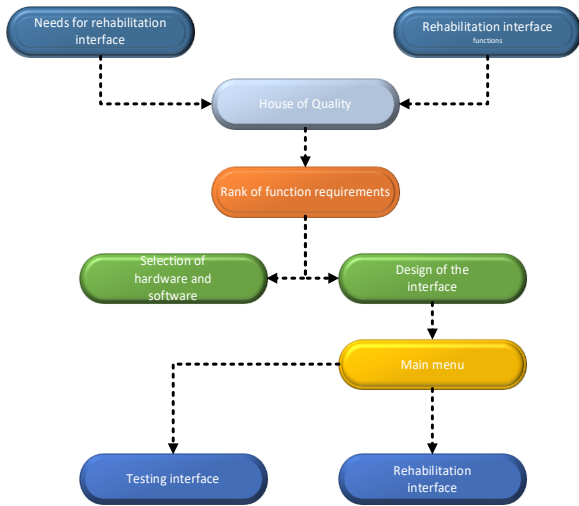 Needs for rehabilitation
interface
Rehabilitation interface
functions
House of Quality
Rank of function requirements
Selection of
hardware and
software
Design of the
interface
Main menu
Testing interface
Rehabilitation
interface